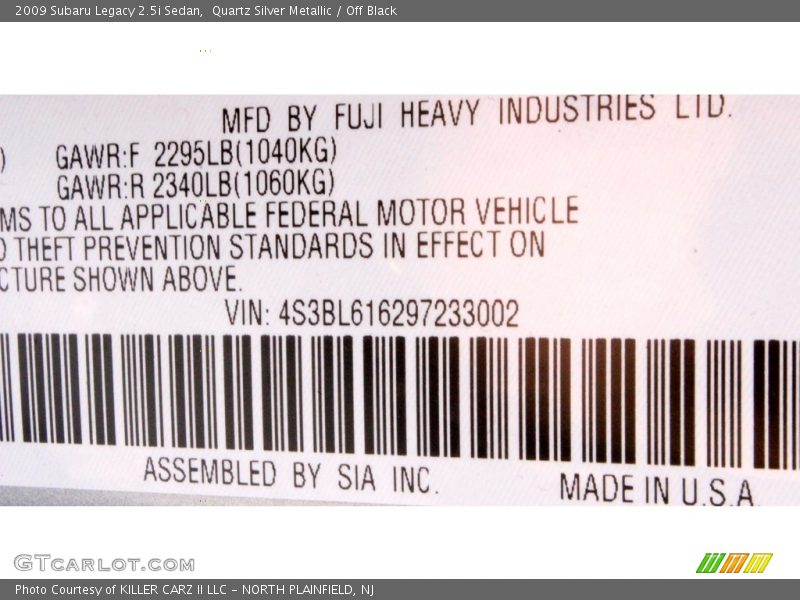 2009 Subaru Legacy 2.5i Sedan,  Quartz Silver Metallic / Off Black
MFD BY FUJI HEAVY INDUSTRIES LTD.
) GAWR:F 2295LB(1040KG)
GAWR:R 2340LB(1060KG)
MS TO ALL APPLICABLE FEDERAL MOTOR VEHICLE
D THEFT PREVENTION STANDARDS IN EFFECT ON
CTURE SHOWN ABOVE.
VIN: 4S3BL616297233002
ASSEMBLED BY SIA INC.
MADE IN U.S.A.
GTCARLOT.COM
Photo Courtesy of KILLER CARZ II LLC - NORTH PLAINFIELD, NJ